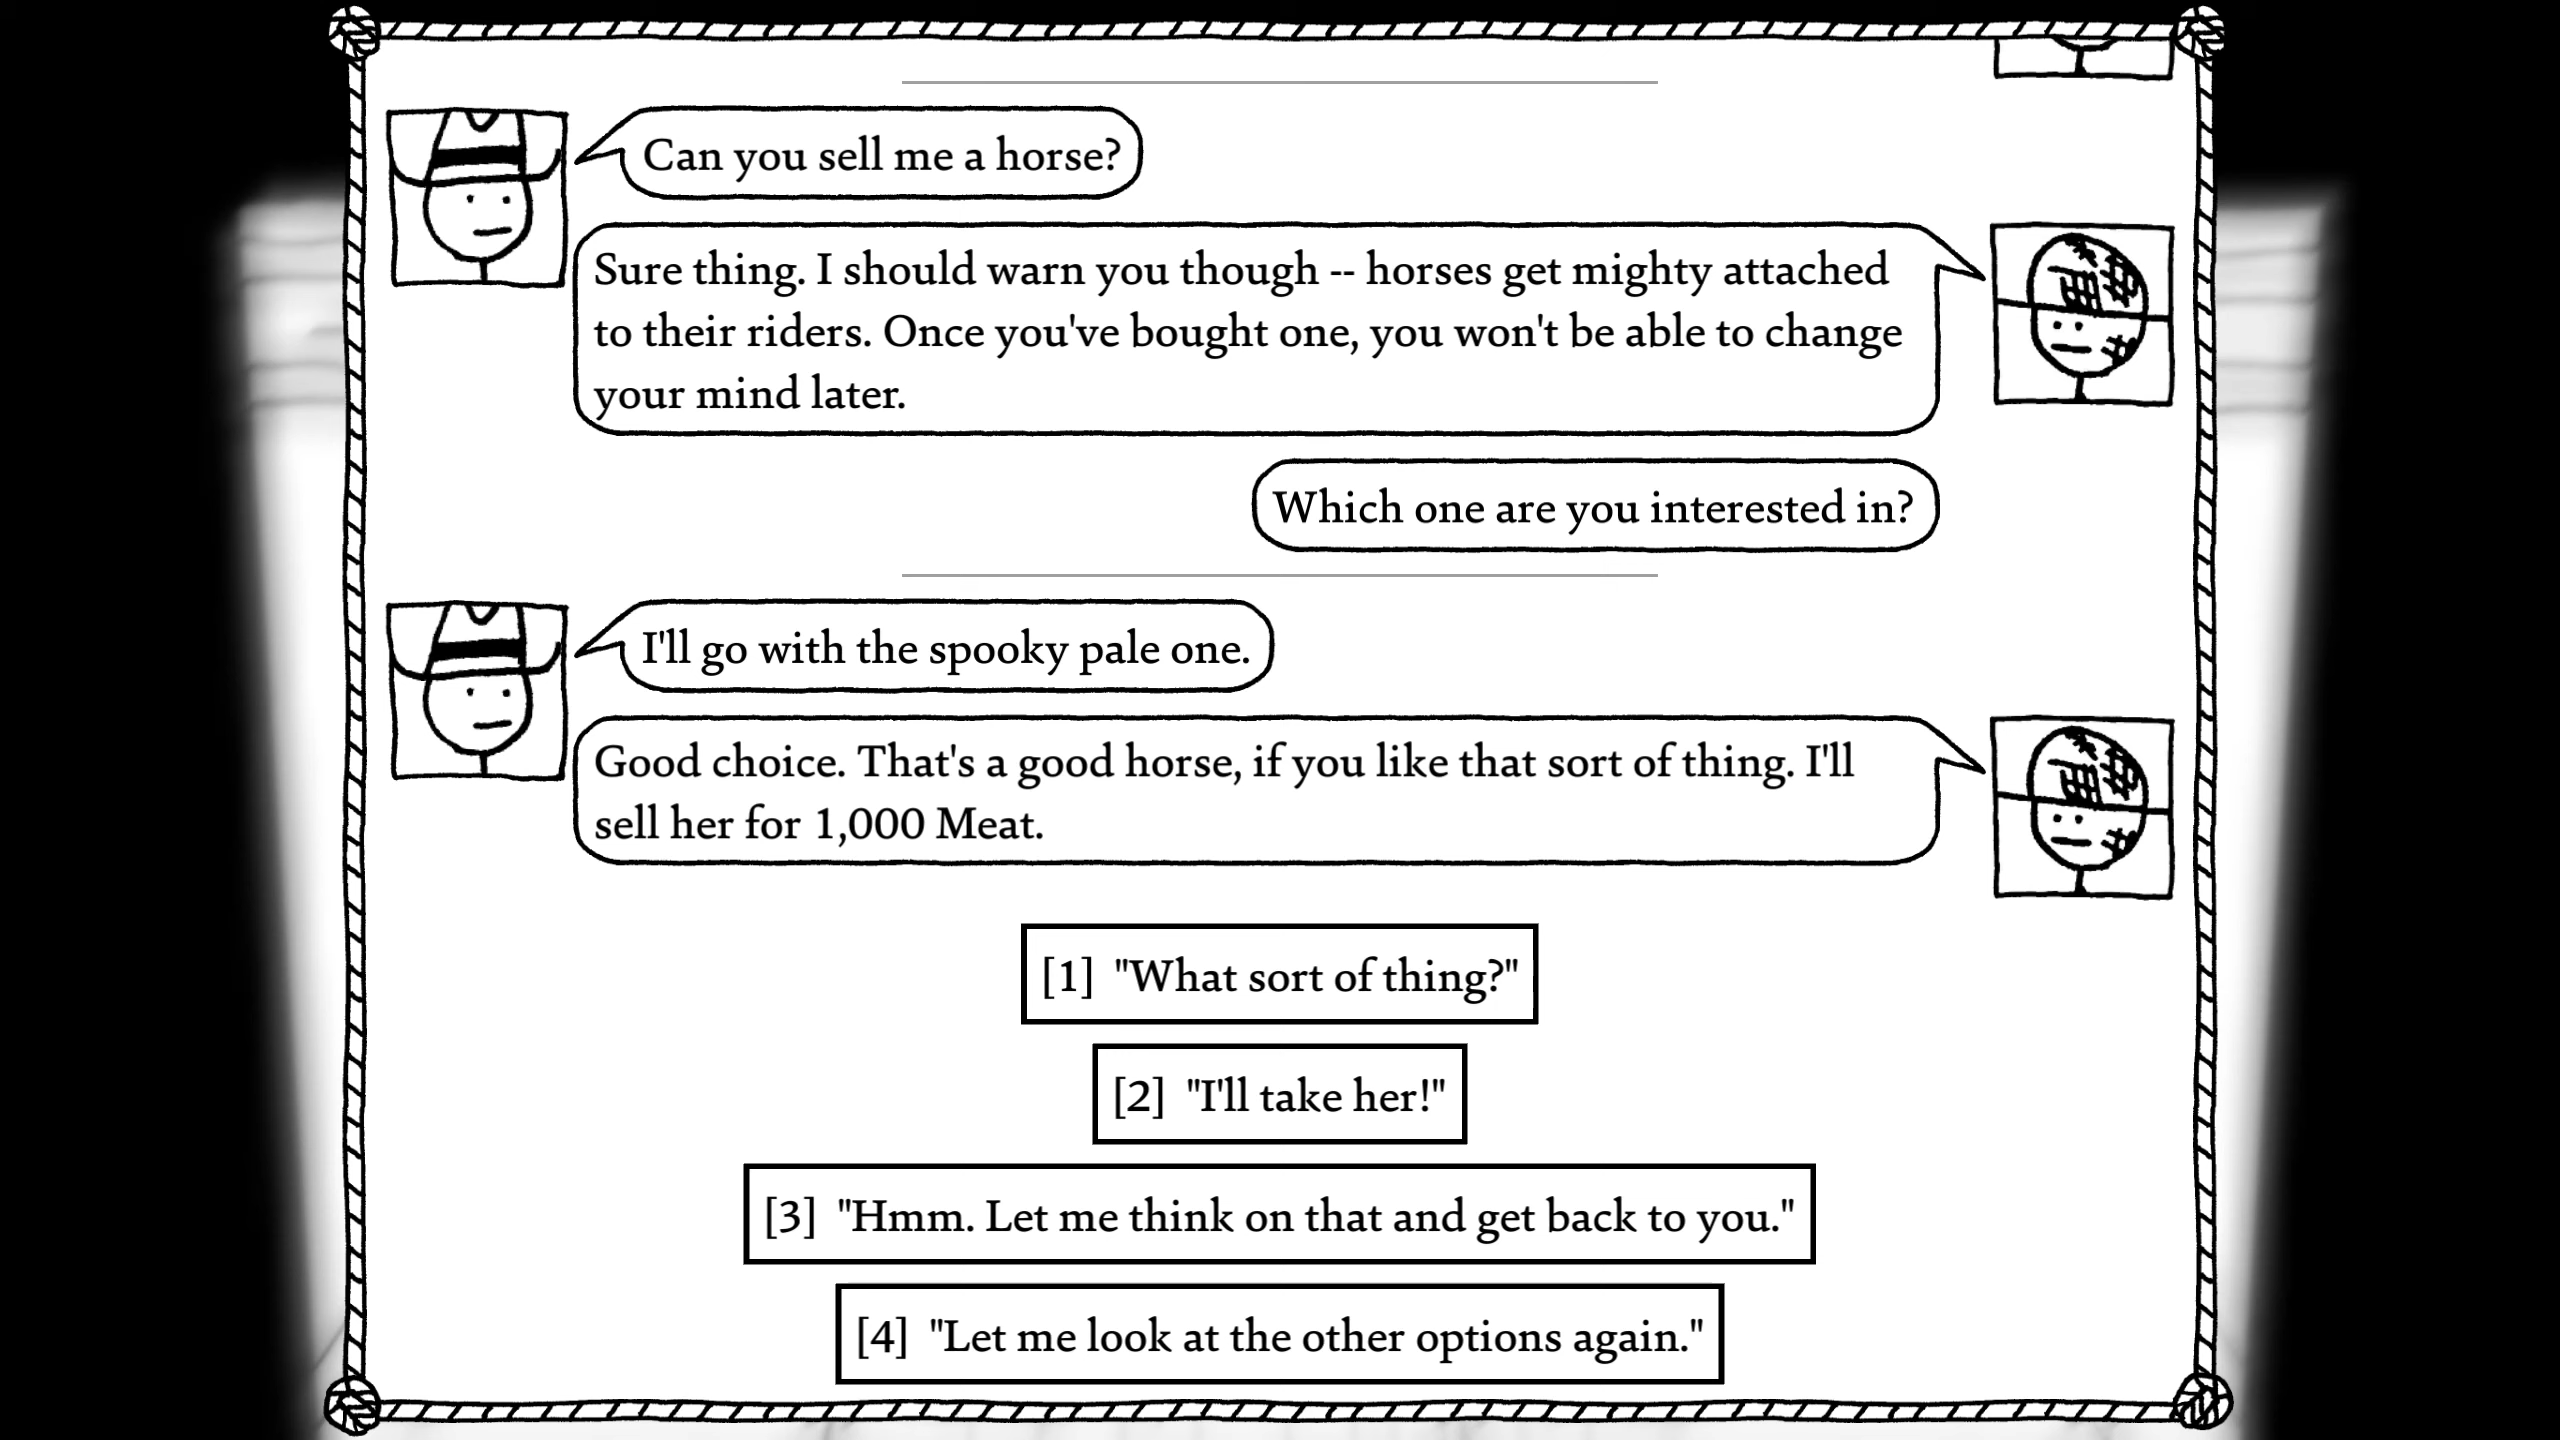 Can you sell me a horse?
Sure thing. I should warn you though -- horses get mighty attached
to their riders. Once you've bought one, you won't be able to change
your mind later.
Which one are you interested in?
I'll go with the spooky pale one.
Good choice. That's a good horse, if you like that sort of thing. I'll
sell her for 1,000 Meat.
[1] "What sort of thing?"
[2] "I'll take her!"
[3] "Hmm. Let me think on that and get back to you."
[4] "Let me look at the other options again."